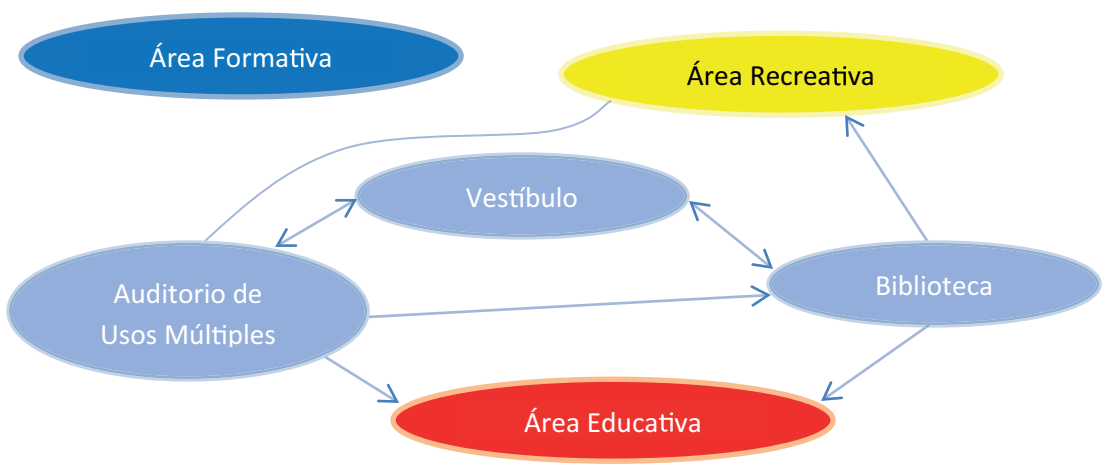 Área Formativa
Área Recreativa
Vestíbulo
Auditorio de
Usos Múltiples
Biblioteca
Área Educativa